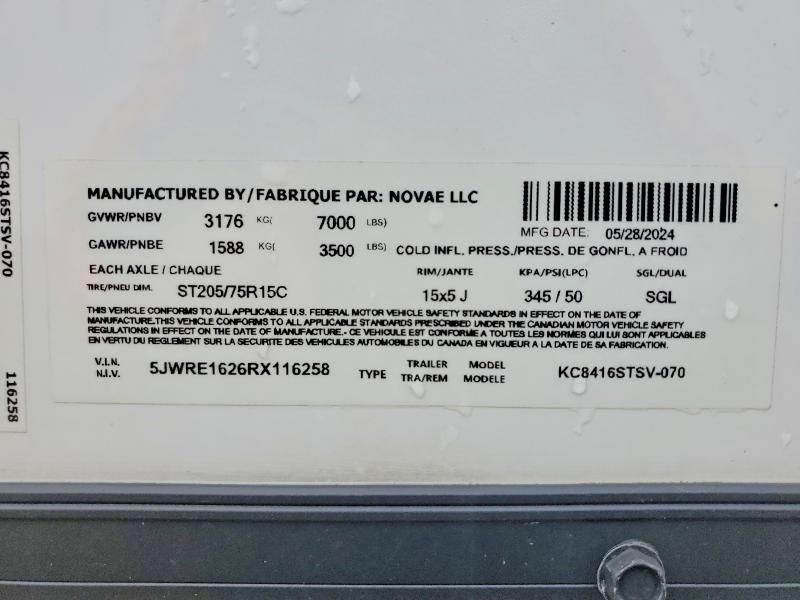 MANUFACTURED BY/FABRIQUE PAR: NOVAE LLC
GVWR/PNBV 3176 KG( 7000 LBS)
MFG DATE: 05/28/2024
GAWR/PNBE 1588 KG( 3500 LBS) COLD INFL. PRESS./PRESS. DE GONFL. A FROID
EACH AXLE / CHAQUE RIM/JANTE KPA/PSI(LPC) SGL/DUAL
TIRE/PNEU DIM. ST205/75R15C 15x5 J 345 / 50 SGL
THIS VEHICLE CONFORMS TO ALL APPLICABLE U.S. FEDERAL MOTOR VEHICLE SAFETY STANDARDS IN EFFECT ON THE DATE OF
MANUFACTURE.THIS VEHICLE CONFORMS TO ALL APPLICABLE STANDARDS PRESCRIBED UNDER THE CANADIAN MOTOR VEHICLE SAFETY
REGULATIONS IN EFFECT ON THE DATE OF MANUFACTURE.- CE VEHICULE EST CONFORME A TOUTES LES NORMES QUI LUI SONT APPLICABLES
EN VERTU DU REGLEMENT SUR LA SECURITE DES VEHICULES AUTOMOBILES DU CANADA EN VIGUEUR A LA DATE DE SA FABRICATION.
V.I.N. 5JWRE1626RX116258 TYPE TRAILER MODEL KC8416STSV-070
N.I.V. TRA/REM MODELE
KC8416STSV-070
116258